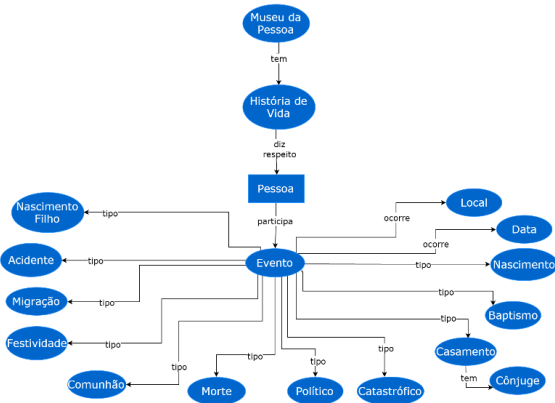 Museu da
Pessoa
tem
História de
Vida
diz
respeito
Pessoa
participa
Nascimento
Filho
tipo
Local
ocorre
Data
ocorre
Acidente
tipo
Evento
tipo
Nascimento
Migração
tipo
tipo
Baptismo
Festividade
tipo
tipo
Casamento
Comunhão
tipo
Morte
tipo
Político
tipo
Catastrófico
tipo
tem
Cônjuge